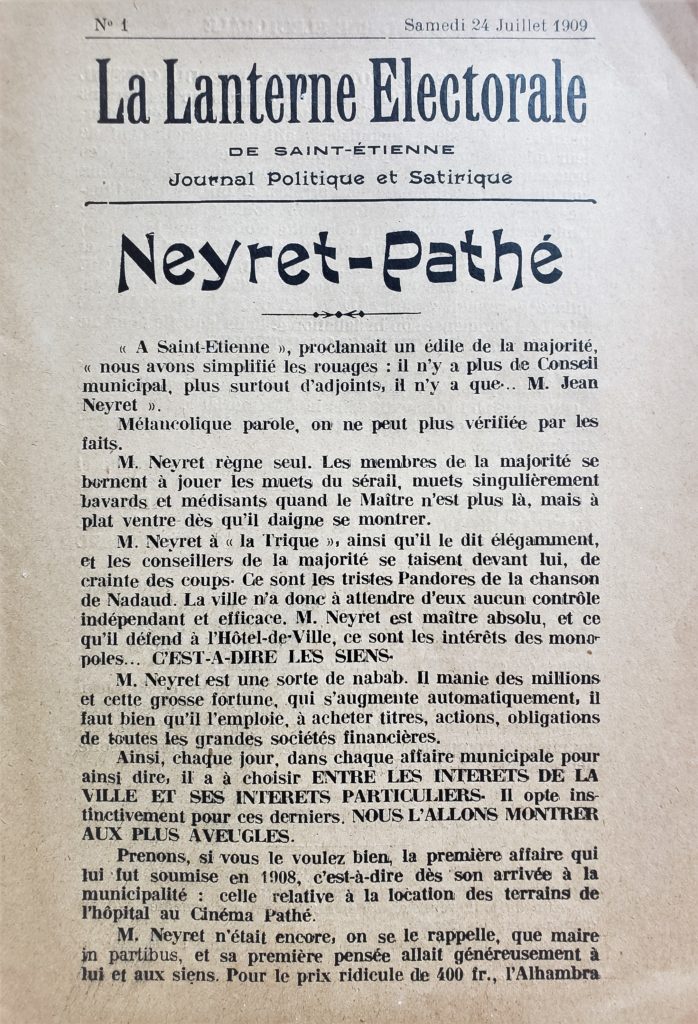 N° 1
Samedi 24 Juillet 1909
La Lanterne Electorale
DE SAINT-ÉTIENNE
Journal Politique et Satirique
Neyret-Pathé
« A Saint-Etienne », proclamait un édile de la majorité,
« nous avons simplifié les rouages : il n'y a plus de Conseil
municipal, plus surtout d'adjoints, il n'y a que... M. Jean
Neyret ».
Mélancolique parole, on ne peut plus vérifiée par les
faits.
M. Neyret règne seul. Les membres de la majorité se
bornent à jouer les muets du sérail, muets singulièrement
bavards et médisants quand le Maître n'est plus là, mais à
plat ventre dès qu'il daigne se montrer.
M. Neyret à « la Trique », ainsi qu'il le dit élégamment,
et les conseillers de la majorité se taisent devant lui, de
crainte des coups. Ce sont les tristes Pandores de la chanson
de Nadaud. La ville n'a donc à attendre d'eux aucun contrôle
indépendant et efficace. M. Neyret est maître absolu, et ce
qu'il défend à l'Hôtel-de-Ville, ce sont les intérêts des mono-
poles... C'EST-A-DIRE LES SIENS.
M. Neyret est une sorte de nabab. Il manie des millions
et cette grosse fortune, qui s'augmente automatiquement, il
faut bien qu'il l'emploie, à acheter titres, actions, obligations
de toutes les grandes sociétés financières.
Ainsi, chaque jour, dans chaque affaire municipale pour
ainsi dire, il a à choisir ENTRE LES INTERETS DE LA
VILLE ET SES INTERETS PARTICULIERS. Il opte ins-
tinctivement pour ces derniers. NOUS L'ALLONS MONTRER
AUX PLUS AVEUGLES.
Prenons, si vous le voulez bien, la première affaire qui
lui fut soumise en 1908, c'est-à-dire dès son arrivée à la
municipalité : celle relative à la location des terrains de
l'hôpital au Cinéma Pathé.
M. Neyret n'était encore, on se le rappelle, que maire
in partibus, et sa première pensée allait généreusement à
lui et aux siens. Pour le prix ridicule de 400 fr., l'Alhambra